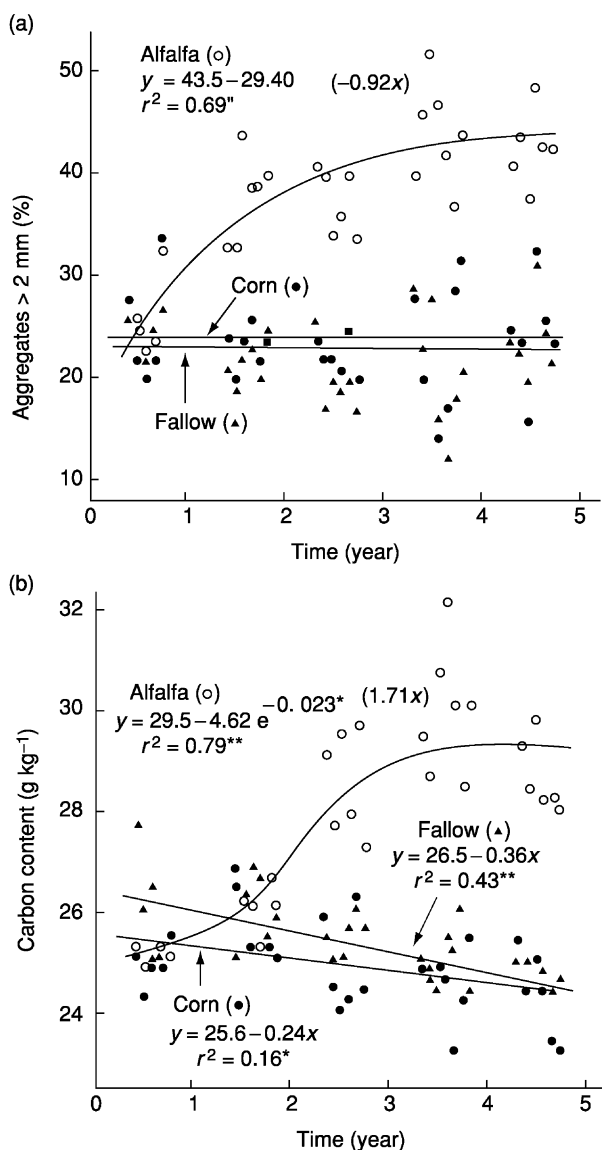 (a)
50
40
30
20
10
Aggregates > 2 mm (%)
Alfalfa (○)
y = 43.5–29.40 (–0.92x)
r² = 0.69"
Corn (●)
Fallow (▲)
0 1 2 3 4 5
Time (year)
(b)
32
30
28
26
24
Carbon content (g kg⁻¹)
Alfalfa (○)
y = 29.5–4.62 e –0. 023* (1.71x)
r² = 0.79**
Fallow (▲)
y = 26.5–0.36x
r² = 0.43**
Corn (●)
y = 25.6–0.24x
r² = 0.16*
0 1 2 3 4 5
Time (year)